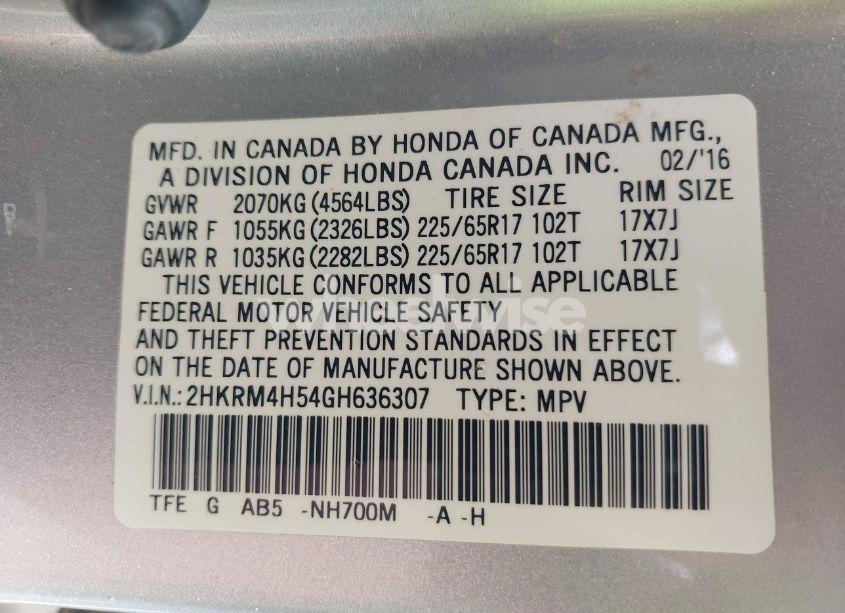 MFD. IN CANADA BY HONDA OF CANADA MFG.,
A DIVISION OF HONDA CANADA INC. 02/'16
GVWR 2070KG (4564LBS) TIRE SIZE RIM SIZE
GAWR F 1055KG (2326LBS) 225/65R17 102T 17X7J
GAWR R 1035KG (2282LBS) 225/65R17 102T 17X7J
THIS VEHICLE CONFORMS TO ALL APPLICABLE
FEDERAL MOTOR VEHICLE SAFETY
AND THEFT PREVENTION STANDARDS IN EFFECT
ON THE DATE OF MANUFACTURE SHOWN ABOVE.
V.I.N.: 2HKRM4H54GH636307 TYPE: MPV
TFE G AB5 -NH700M -A -H
wheelwise